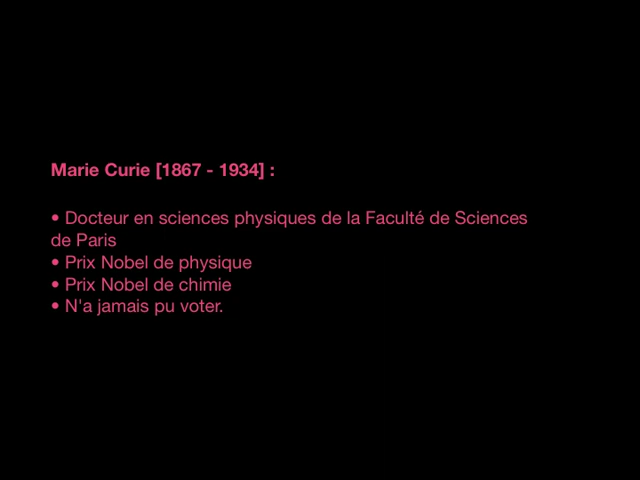 Marie Curie [1867 - 1934] :
• Docteur en sciences physiques de la Faculté de Sciences
de Paris
• Prix Nobel de physique
• Prix Nobel de chimie
• N'a jamais pu voter.